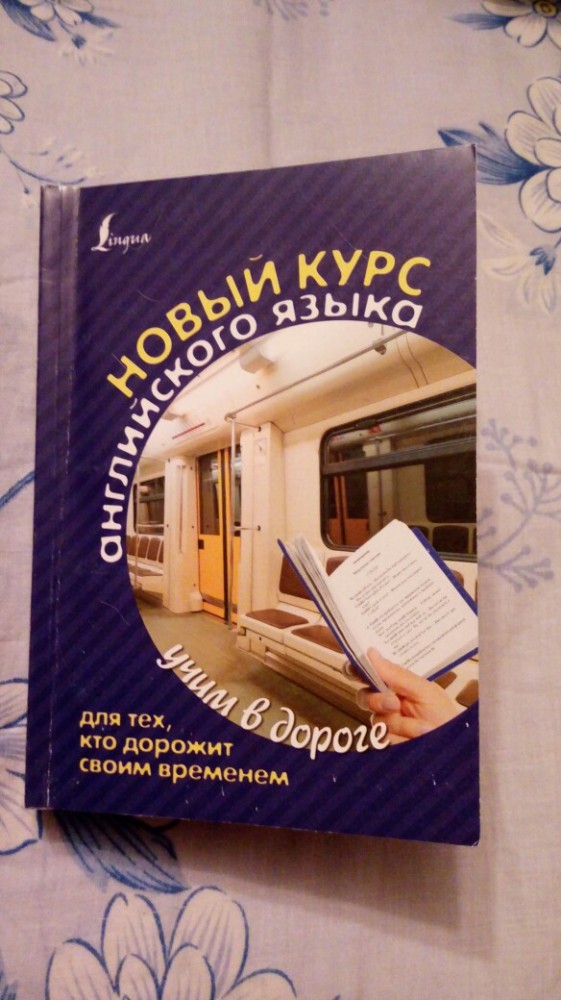 Lingua
НОВЫЙ КУРС
английского языка
учим в дороге
для тех,
кто дорожит
своим временем